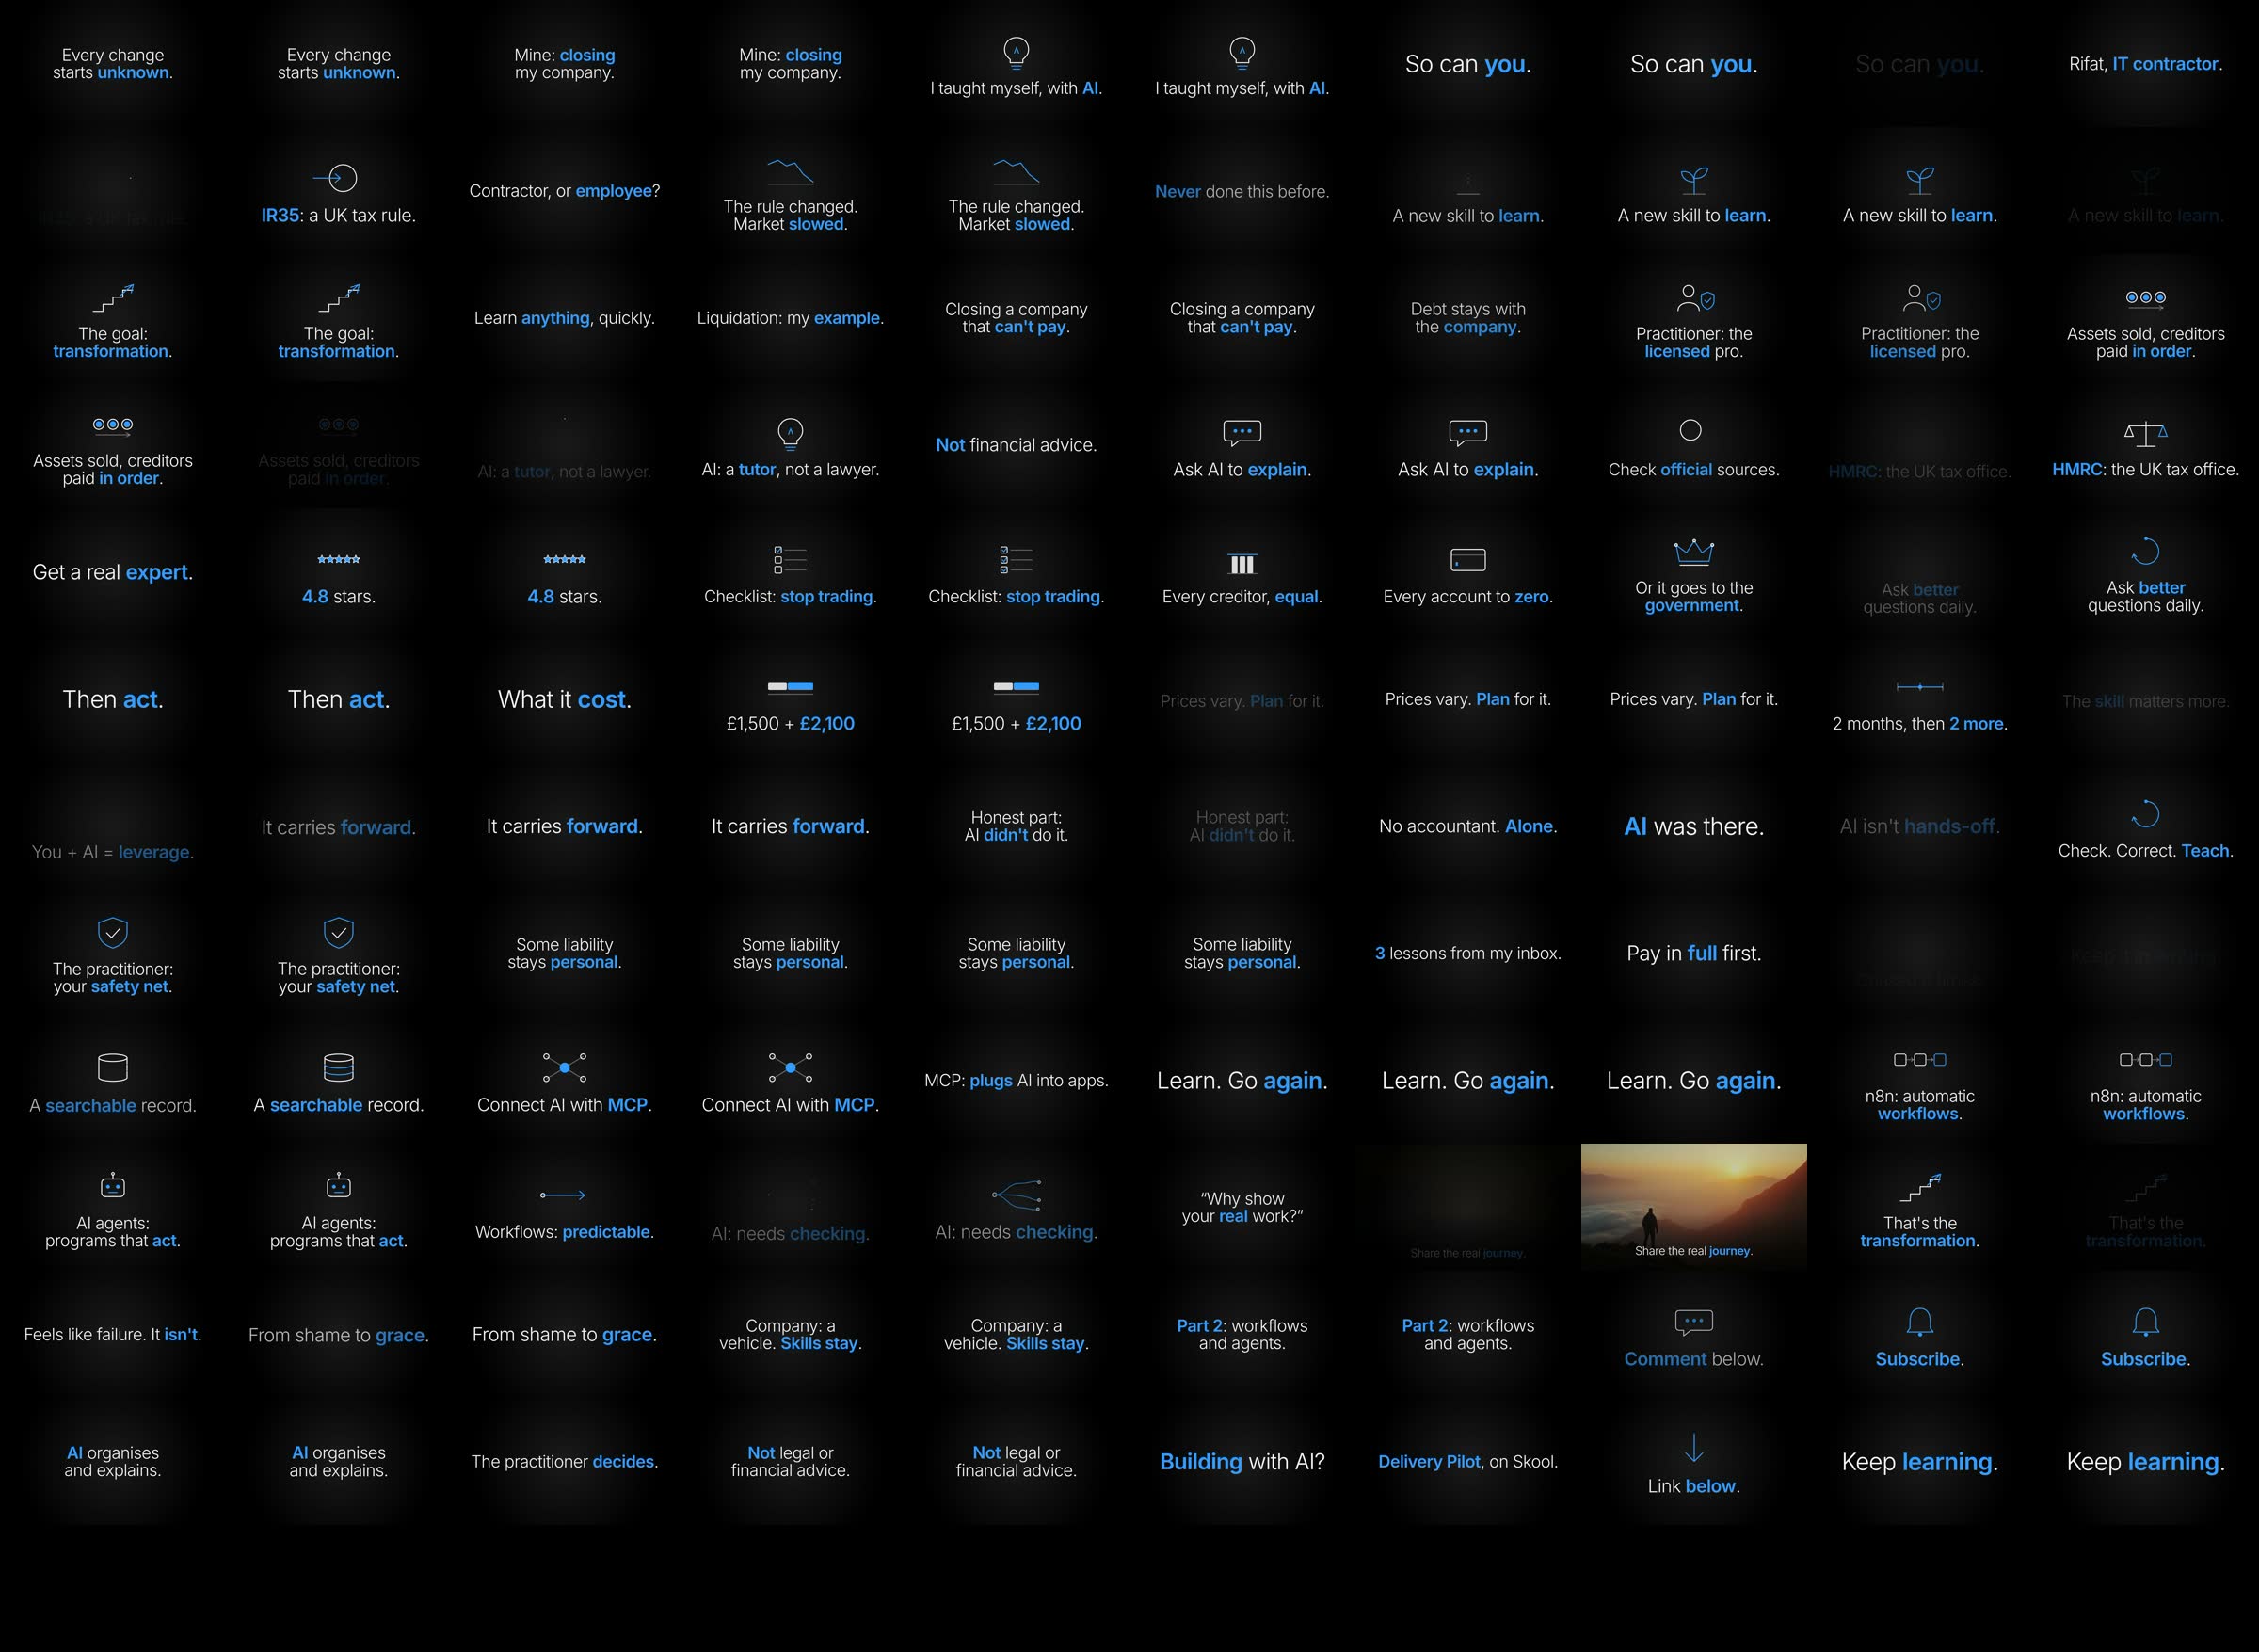 Every change
starts unknown.
Every change
starts unknown.
Mine: closing
my company.
Mine: closing
my company.
I taught myself, with AI.
I taught myself, with AI.
So can you.
So can you.
So can you.
Rifat, IT contractor.
IR35: a UK tax rule.
Contractor, or employee?
The rule changed.
Market slowed.
The rule changed.
Market slowed.
Never done this before.
A new skill to learn.
A new skill to learn.
A new skill to learn.
A new skill to learn.
The goal:
transformation.
The goal:
transformation.
Learn anything, quickly.
Liquidation: my example.
Closing a company
that can't pay.
Closing a company
that can't pay.
Debt stays with
the company.
Practitioner: the
licensed pro.
Practitioner: the
licensed pro.
Assets sold, creditors
paid in order.
Assets sold, creditors
paid in order.
Assets sold, creditors
paid in order.
AI: a tutor, not a lawyer.
AI: a tutor, not a lawyer.
Not financial advice.
Ask AI to explain.
Ask AI to explain.
Check official sources.
HMRC: the UK tax office.
HMRC: the UK tax office.
Get a real expert.
4.8 stars.
4.8 stars.
Checklist: stop trading.
Checklist: stop trading.
Every creditor, equal.
Every account to zero.
Or it goes to the
government.
Ask better
questions daily.
Ask better
questions daily.
Then act.
Then act.
What it cost.
£1,500 + £2,100
£1,500 + £2,100
Prices vary. Plan for it.
Prices vary. Plan for it.
Prices vary. Plan for it.
2 months, then 2 more.
The skill matters more.
You + AI = leverage.
It carries forward.
It carries forward.
It carries forward.
Honest part:
AI didn't do it.
Honest part:
AI didn't do it.
No accountant. Alone.
AI was there.
AI isn't hands-off.
Check. Correct. Teach.
The practitioner:
your safety net.
The practitioner:
your safety net.
Some liability
stays personal.
Some liability
stays personal.
Some liability
stays personal.
Some liability
stays personal.
3 lessons from my inbox.
Pay in full first.
A searchable record.
A searchable record.
Connect AI with MCP.
Connect AI with MCP.
MCP: plugs AI into apps.
Learn. Go again.
Learn. Go again.
Learn. Go again.
n8n: automatic
workflows.
n8n: automatic
workflows.
AI agents:
programs that act.
AI agents:
programs that act.
Workflows: predictable.
AI: needs checking.
AI: needs checking.
“Why show
your real work?”
Share the real journey.
Share the real journey.
That's the
transformation.
That's the
transformation.
Feels like failure. It isn't.
From shame to grace.
From shame to grace.
Company: a
vehicle. Skills stay.
Company: a
vehicle. Skills stay.
Part 2: workflows
and agents.
Part 2: workflows
and agents.
Comment below.
Subscribe.
Subscribe.
AI organises
and explains.
AI organises
and explains.
The practitioner decides.
Not legal or
financial advice.
Not legal or
financial advice.
Building with AI?
Delivery Pilot, on Skool.
Link below.
Keep learning.
Keep learning.